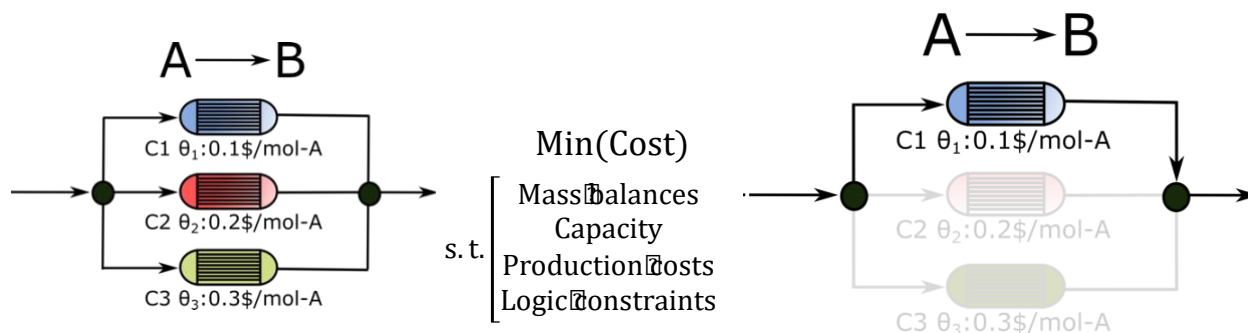 A → B
C1 θ₁:0.1$/mol-A
C2 θ₂:0.2$/mol-A
C3 θ₃:0.3$/mol-A
Min(Cost)
s. t.
Mass balances
Capacity
Production costs
Logic constraints
A → B
C1 θ₁:0.1$/mol-A
C2 θ₂:0.2$/mol-A
C3 θ₃:0.3$/mol-A